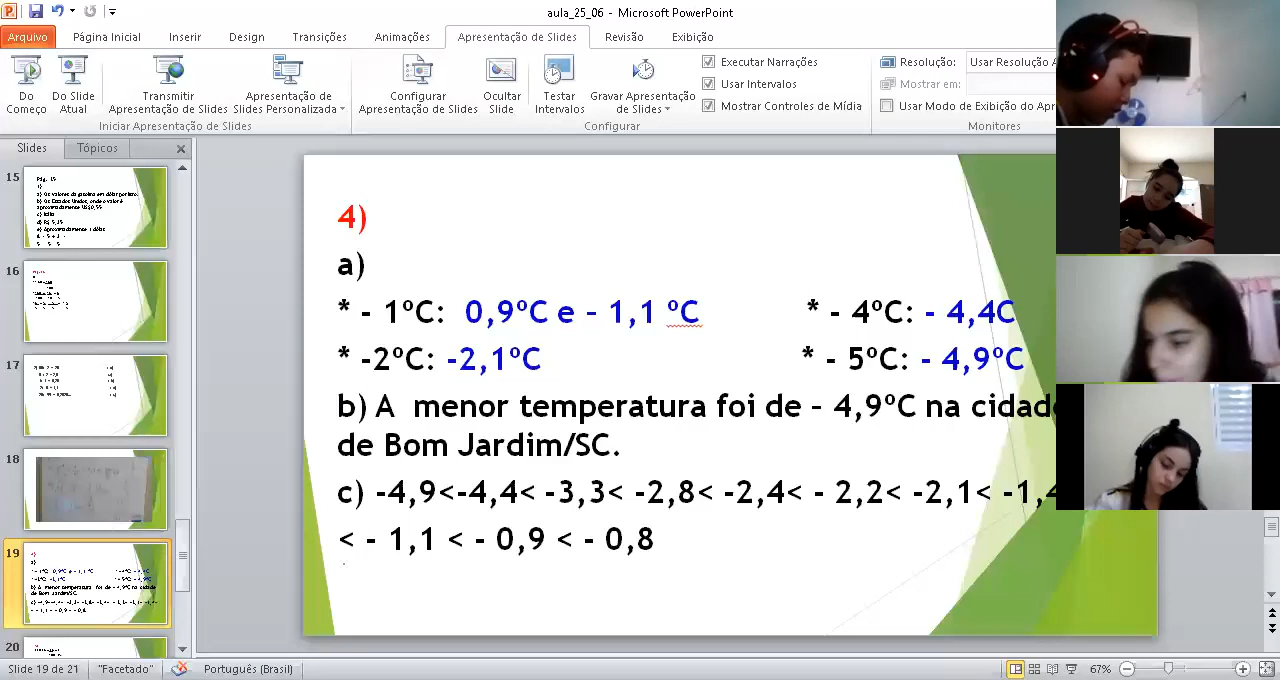 aula_25_06 - Microsoft PowerPoint
Arquivo Página Inicial Inserir Design Transições Animações Apresentação de Slides Revisão Exibição
Do Começo
Do Slide Atual
Transmitir Apresentação de Slides
Apresentação de Slides Personalizada
Iniciar Apresentação de Slides
Configurar Apresentação de Slides
Ocultar Slide
Testar Intervalos
Gravar Apresentação de Slides
Executar Narrações
Usar Intervalos
Mostrar Controles de Mídia
Configurar
Resolução: Usar Resolução A
Mostrar em:
Usar Modo de Exibição do Apr
Monitores
Slides Tópicos
15
Pág. 15
16
17
18
19
20
4)
a)
* - 1ºC: 0,9ºC e – 1,1 ºC * - 4ºC: - 4,4C
* -2ºC: -2,1ºC * - 5ºC: - 4,9ºC
b) A menor temperatura foi de – 4,9ºC na cidade
de Bom Jardim/SC.
c) -4,9<-4,4< -3,3< -2,8< -2,4< - 2,2< -2,1< -1,4
< - 1,1 < - 0,9 < - 0,8
Slide 19 de 21 "Facetado" Português (Brasil) 67%